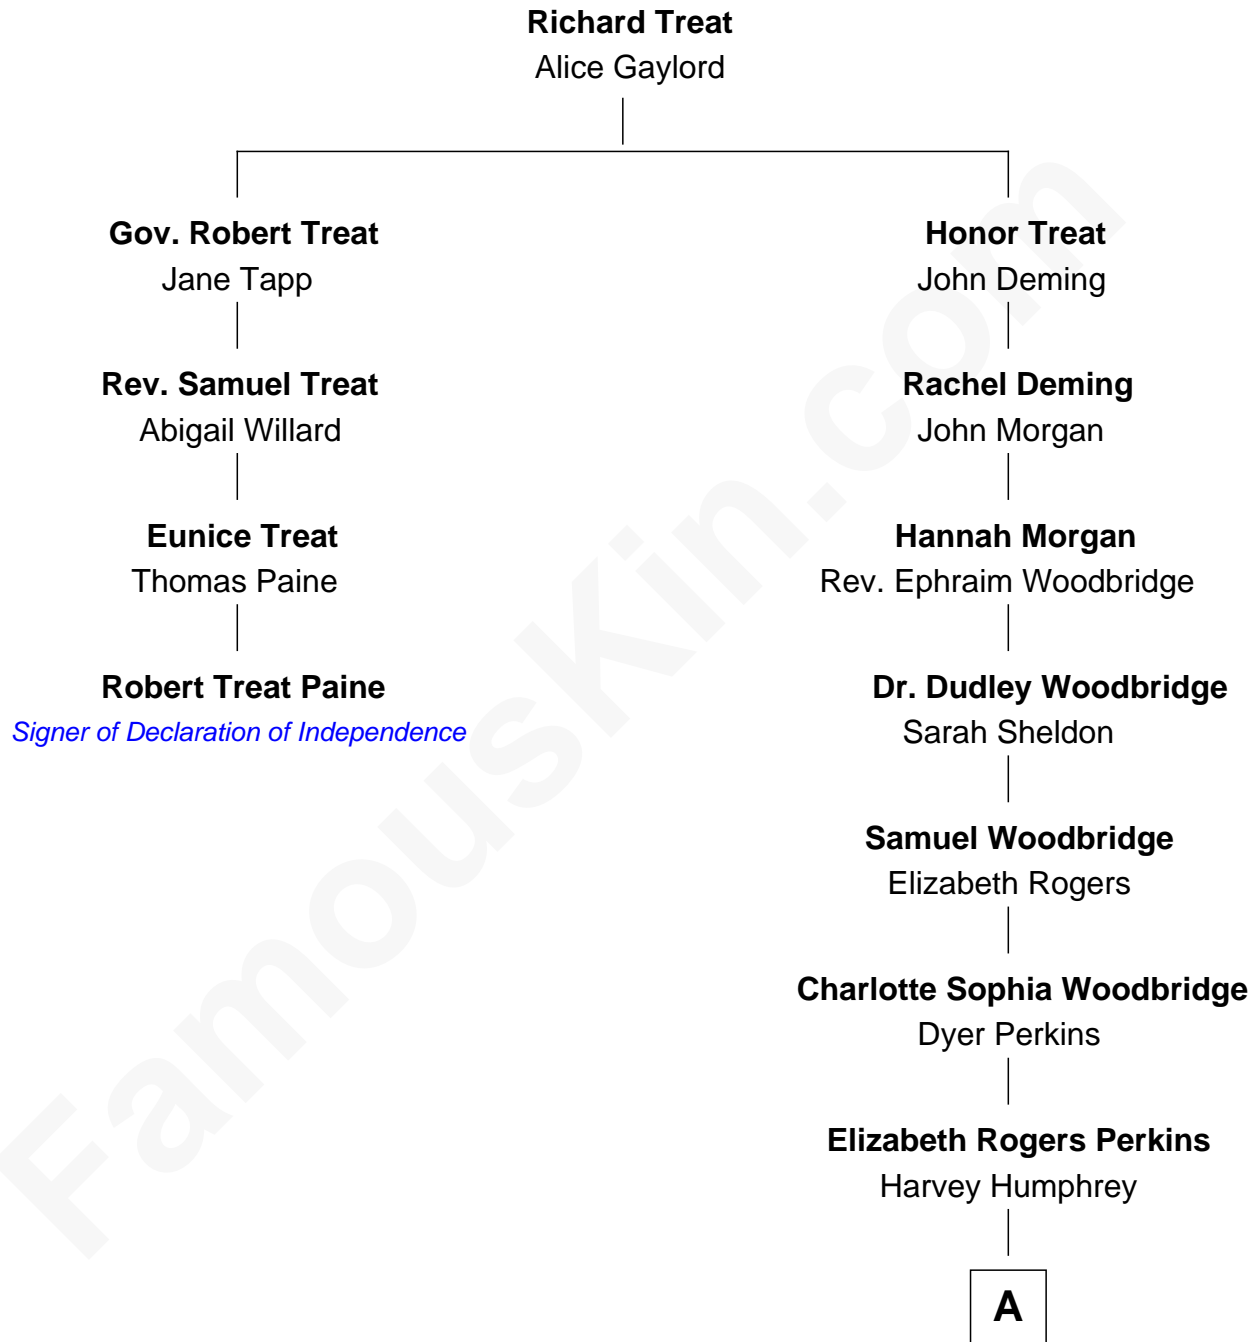 Richard Treat
Alice Gaylord
Gov. Robert Treat
Jane Tapp
Honor Treat
John Deming
Rev. Samuel Treat
Abigail Willard
Rachel Deming
John Morgan
Eunice Treat
Thomas Paine
Hannah Morgan
Rev. Ephraim Woodbridge
Robert Treat Paine
Signer of Declaration of Independence
Dr. Dudley Woodbridge
Sarah Sheldon
Samuel Woodbridge
Elizabeth Rogers
Charlotte Sophia Woodbridge
Dyer Perkins
Elizabeth Rogers Perkins
Harvey Humphrey
A
FamousKin.com